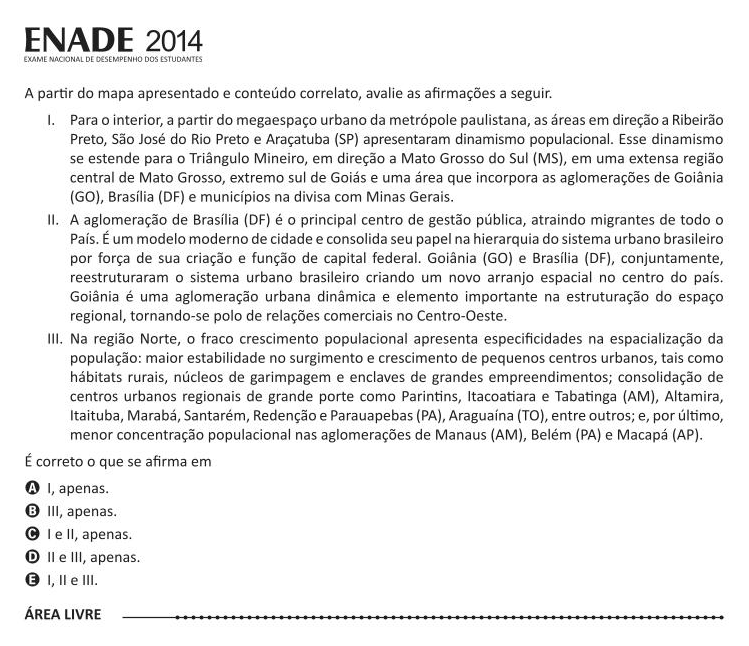 ENADE 2014
EXAME NACIONAL DE DESEMPENHO DOS ESTUDANTES
A partir do mapa apresentado e conteúdo correlato, avalie as afirmações a seguir.
I. Para o interior, a partir do megaespaço urbano da metrópole paulistana, as áreas em direção a Ribeirão
Preto, São José do Rio Preto e Araçatuba (SP) apresentaram dinamismo populacional. Esse dinamismo
se estende para o Triângulo Mineiro, em direção a Mato Grosso do Sul (MS), em uma extensa região
central de Mato Grosso, extremo sul de Goiás e uma área que incorpora as aglomerações de Goiânia
(GO), Brasília (DF) e municípios na divisa com Minas Gerais.
II. A aglomeração de Brasília (DF) é o principal centro de gestão pública, atraindo migrantes de todo o
País. É um modelo moderno de cidade e consolida seu papel na hierarquia do sistema urbano brasileiro
por força de sua criação e função de capital federal. Goiânia (GO) e Brasília (DF), conjuntamente,
reestruturaram o sistema urbano brasileiro criando um novo arranjo espacial no centro do país.
Goiânia é uma aglomeração urbana dinâmica e elemento importante na estruturação do espaço
regional, tornando-se polo de relações comerciais no Centro-Oeste.
III. Na região Norte, o fraco crescimento populacional apresenta especificidades na espacialização da
população: maior estabilidade no surgimento e crescimento de pequenos centros urbanos, tais como
hábitats rurais, núcleos de garimpagem e enclaves de grandes empreendimentos; consolidação de
centros urbanos regionais de grande porte como Parintins, Itacoatiara e Tabatinga (AM), Altamira,
Itaituba, Marabá, Santarém, Redenção e Parauapebas (PA), Araguaína (TO), entre outros; e, por último,
menor concentração populacional nas aglomerações de Manaus (AM), Belém (PA) e Macapá (AP).
É correto o que se afirma em
A I, apenas.
B III, apenas.
C I e II, apenas.
D II e III, apenas.
E I, II e III.
ÁREA LIVRE